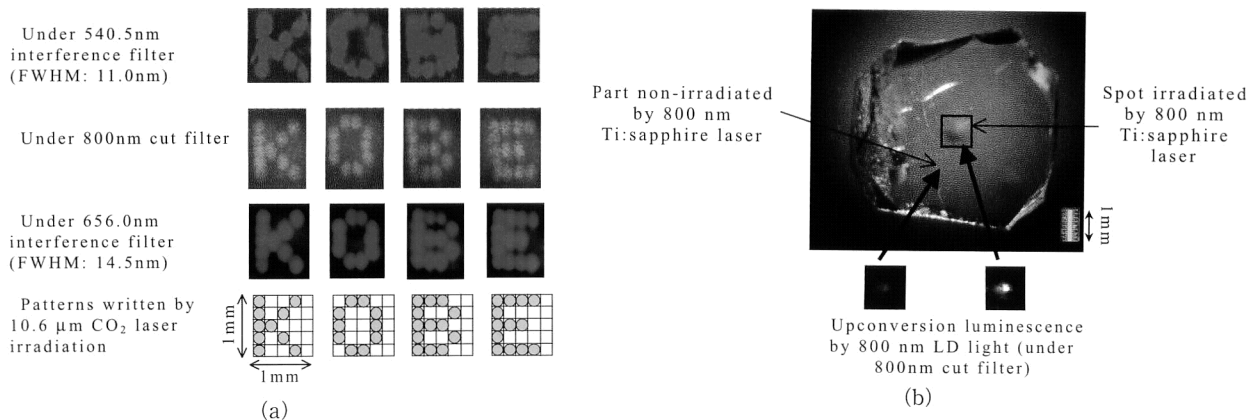 (a)
Under 540.5nm
interference filter
(FWHM: 11.0nm)
K O B E
Under 800nm cut filter
K O B E
Under 656.0nm
interference filter
(FWHM: 14.5nm)
K O B E
Patterns written by
10.6 μm CO₂ laser
irradiation
1mm
K O B E
1mm
(a)
(b)
Part non-irradiated
by 800 nm
Ti:sapphire laser
Spot irradiated
by 800 nm
Ti:sapphire
laser
1mm
Upconversion luminescence
by 800 nm LD light (under
800nm cut filter)
(b)